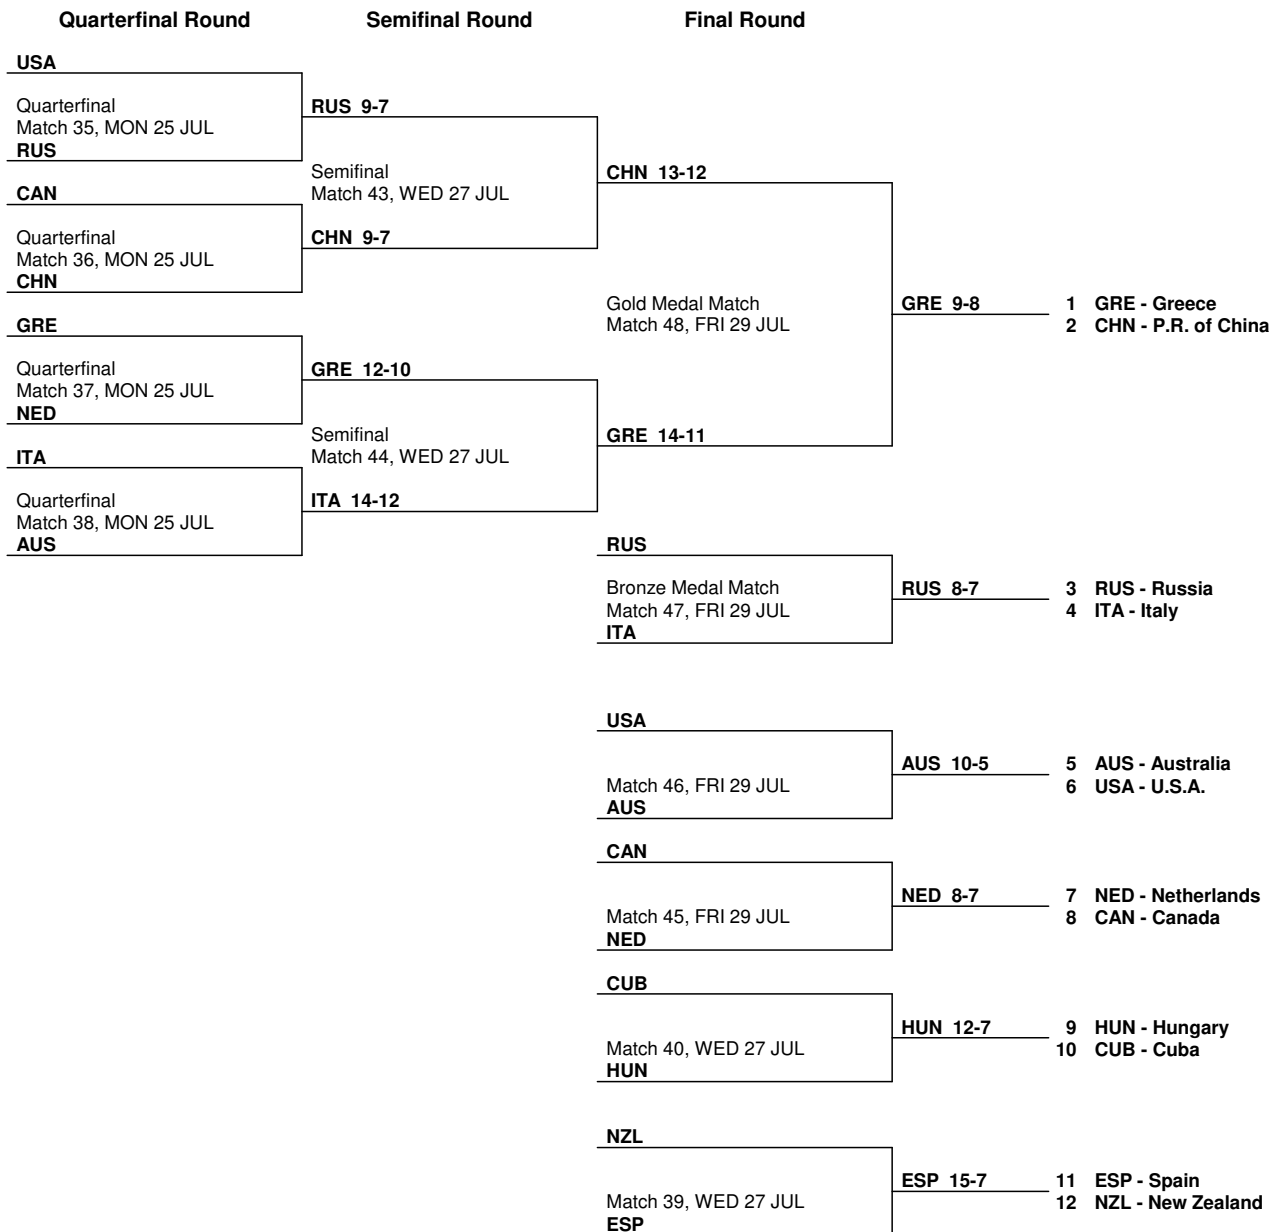 Quarterfinal Round Semifinal Round Final Round
USA
Quarterfinal
Match 35, MON 25 JUL
RUS
RUS 9-7
CAN
Quarterfinal
Match 36, MON 25 JUL
CHN
CHN 9-7
Semifinal
Match 43, WED 27 JUL
CHN 13-12
GRE
Quarterfinal
Match 37, MON 25 JUL
NED
GRE 12-10
ITA
Quarterfinal
Match 38, MON 25 JUL
AUS
ITA 14-12
Semifinal
Match 44, WED 27 JUL
GRE 14-11
Gold Medal Match
Match 48, FRI 29 JUL
GRE 9-8
1 GRE - Greece
2 CHN - P.R. of China
RUS
Bronze Medal Match
Match 47, FRI 29 JUL
ITA
RUS 8-7
3 RUS - Russia
4 ITA - Italy
USA
Match 46, FRI 29 JUL
AUS
AUS 10-5
5 AUS - Australia
6 USA - U.S.A.
CAN
Match 45, FRI 29 JUL
NED
NED 8-7
7 NED - Netherlands
8 CAN - Canada
CUB
Match 40, WED 27 JUL
HUN
HUN 12-7
9 HUN - Hungary
10 CUB - Cuba
NZL
Match 39, WED 27 JUL
ESP
ESP 15-7
11 ESP - Spain
12 NZL - New Zealand